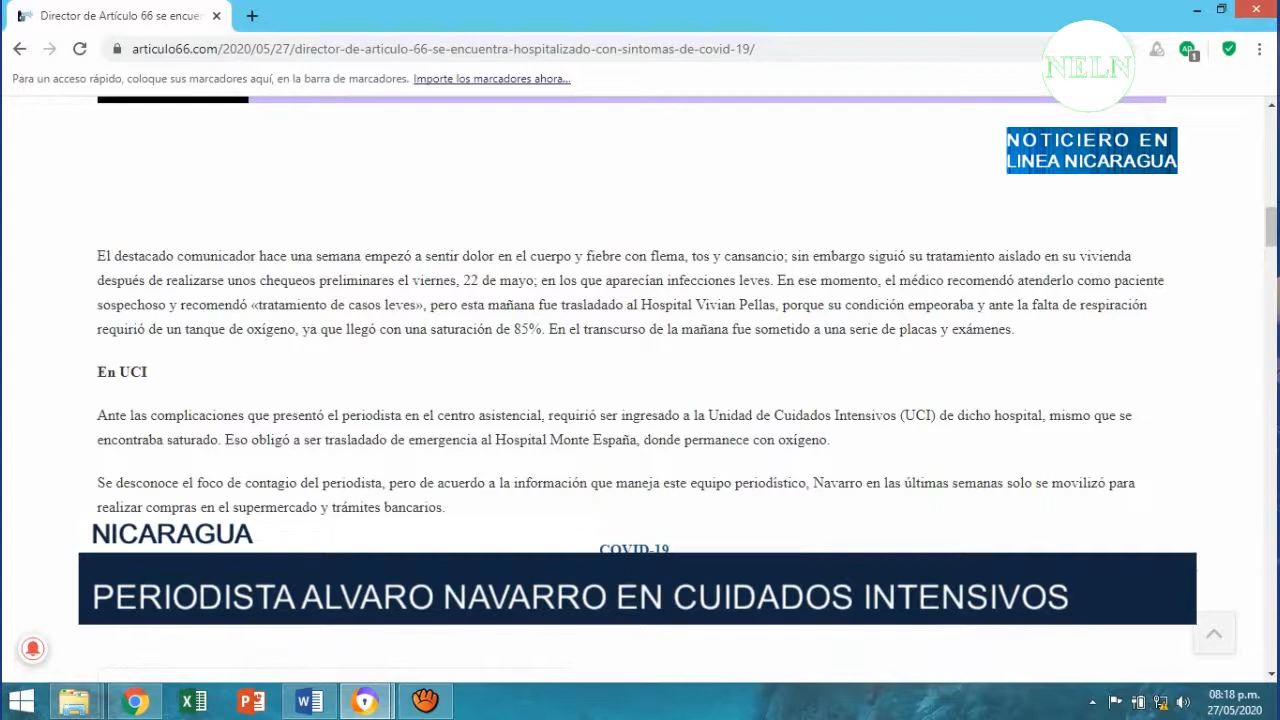 Director de Artículo 66 se encuen
articulo66.com/2020/05/27/director-de-articulo-66-se-encuentra-hospitalizado-con-sintomas-de-covid-19/
NELN
1
Para un acceso rápido, coloque sus marcadores aquí, en la barra de marcadores. Importe los marcadores ahora...
NOTICIERO EN
LINEA NICARAGUA
El destacado comunicador hace una semana empezó a sentir dolor en el cuerpo y fiebre con flema, tos y cansancio; sin embargo siguió su tratamiento aislado en su vivienda
después de realizarse unos chequeos preliminares el viernes, 22 de mayo; en los que aparecían infecciones leves. En ese momento, el médico recomendó atenderlo como paciente
sospechoso y recomendó «tratamiento de casos leves», pero esta mañana fue trasladado al Hospital Vivian Pellas, porque su condición empeoraba y ante la falta de respiración
requirió de un tanque de oxígeno, ya que llegó con una saturación de 85%. En el transcurso de la mañana fue sometido a una serie de placas y exámenes.
En UCI
Ante las complicaciones que presentó el periodista en el centro asistencial, requirió ser ingresado a la Unidad de Cuidados Intensivos (UCI) de dicho hospital, mismo que se
encontraba saturado. Eso obligó a ser trasladado de emergencia al Hospital Monte España, donde permanece con oxígeno.
Se desconoce el foco de contagio del periodista, pero de acuerdo a la información que maneja este equipo periodístico, Navarro en las últimas semanas solo se movilizó para
realizar compras en el supermercado y trámites bancarios.
NICARAGUA
COVID-19
PERIODISTA ALVARO NAVARRO EN CUIDADOS INTENSIVOS
08:18 p.m.
27/05/2020